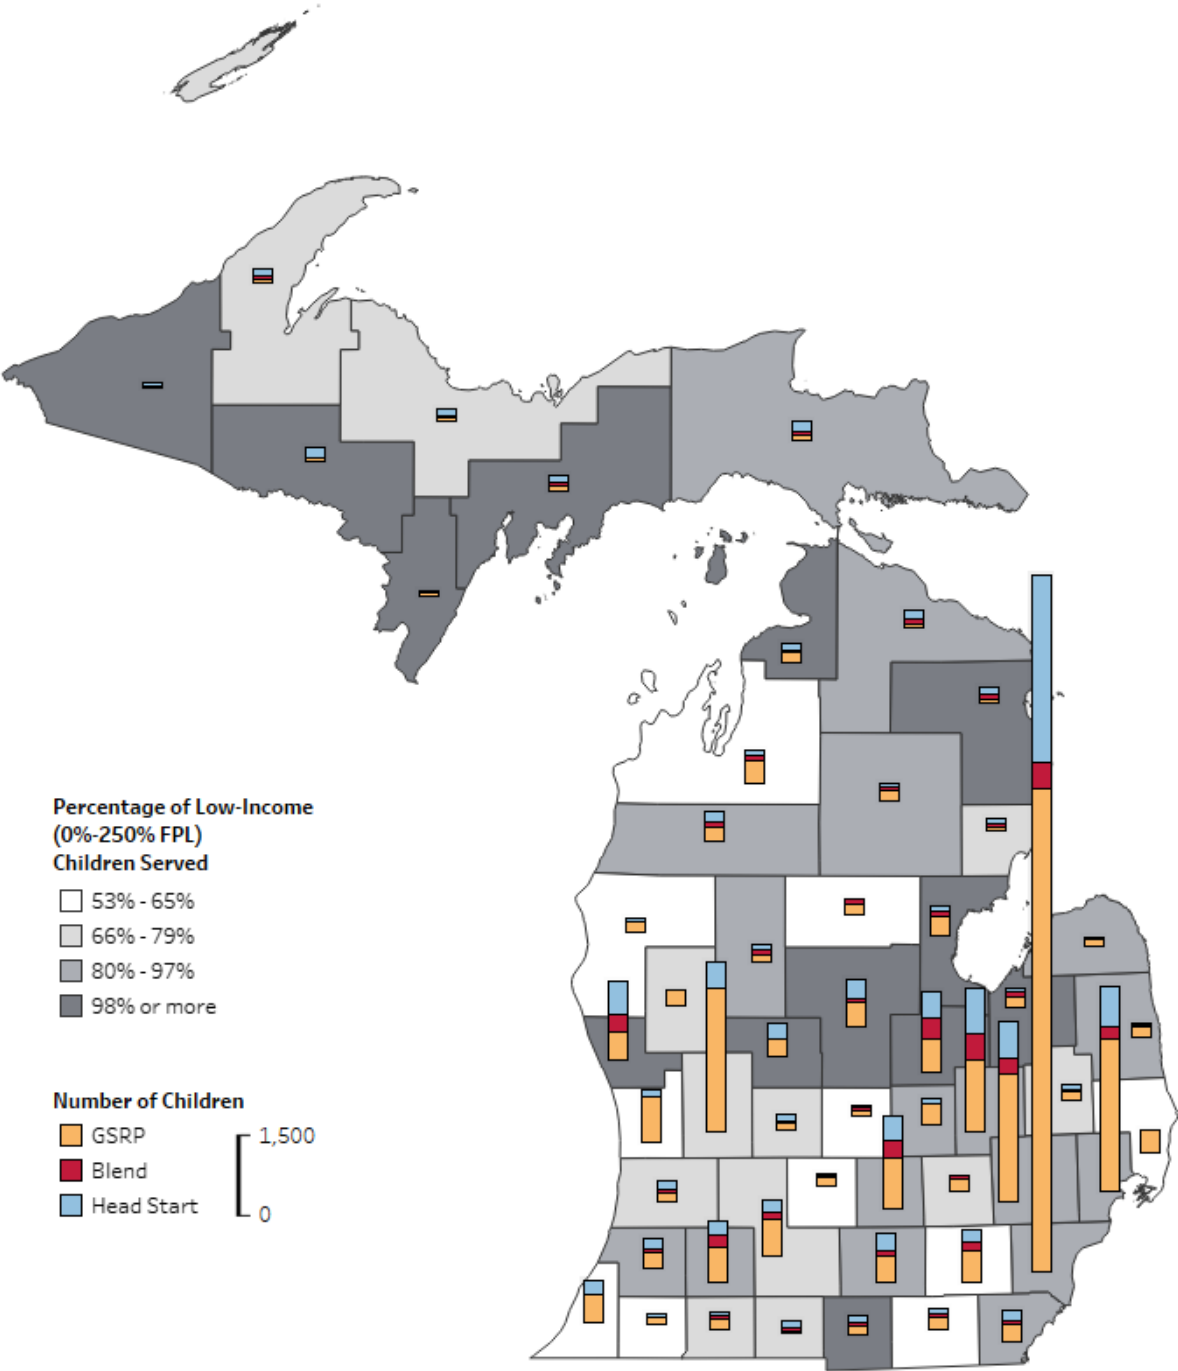 Percentage of Low-Income
(0%-250% FPL)
Children Served
53% - 65%
66% - 79%
80% - 97%
98% or more
Number of Children
GSRP
1,500
Blend
Head Start
0